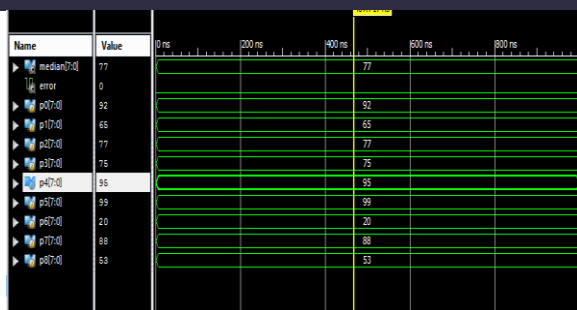 Name Value 0 ns 200 ns 400 ns 600 ns 800 ns
median[7:0] 77 77
error 0
p0[7:0] 92 92
p1[7:0] 65 65
p2[7:0] 77 77
p3[7:0] 75 75
p4[7:0] 95 95
p5[7:0] 99 99
p6[7:0] 20 20
p7[7:0] 88 88
p8[7:0] 53 53